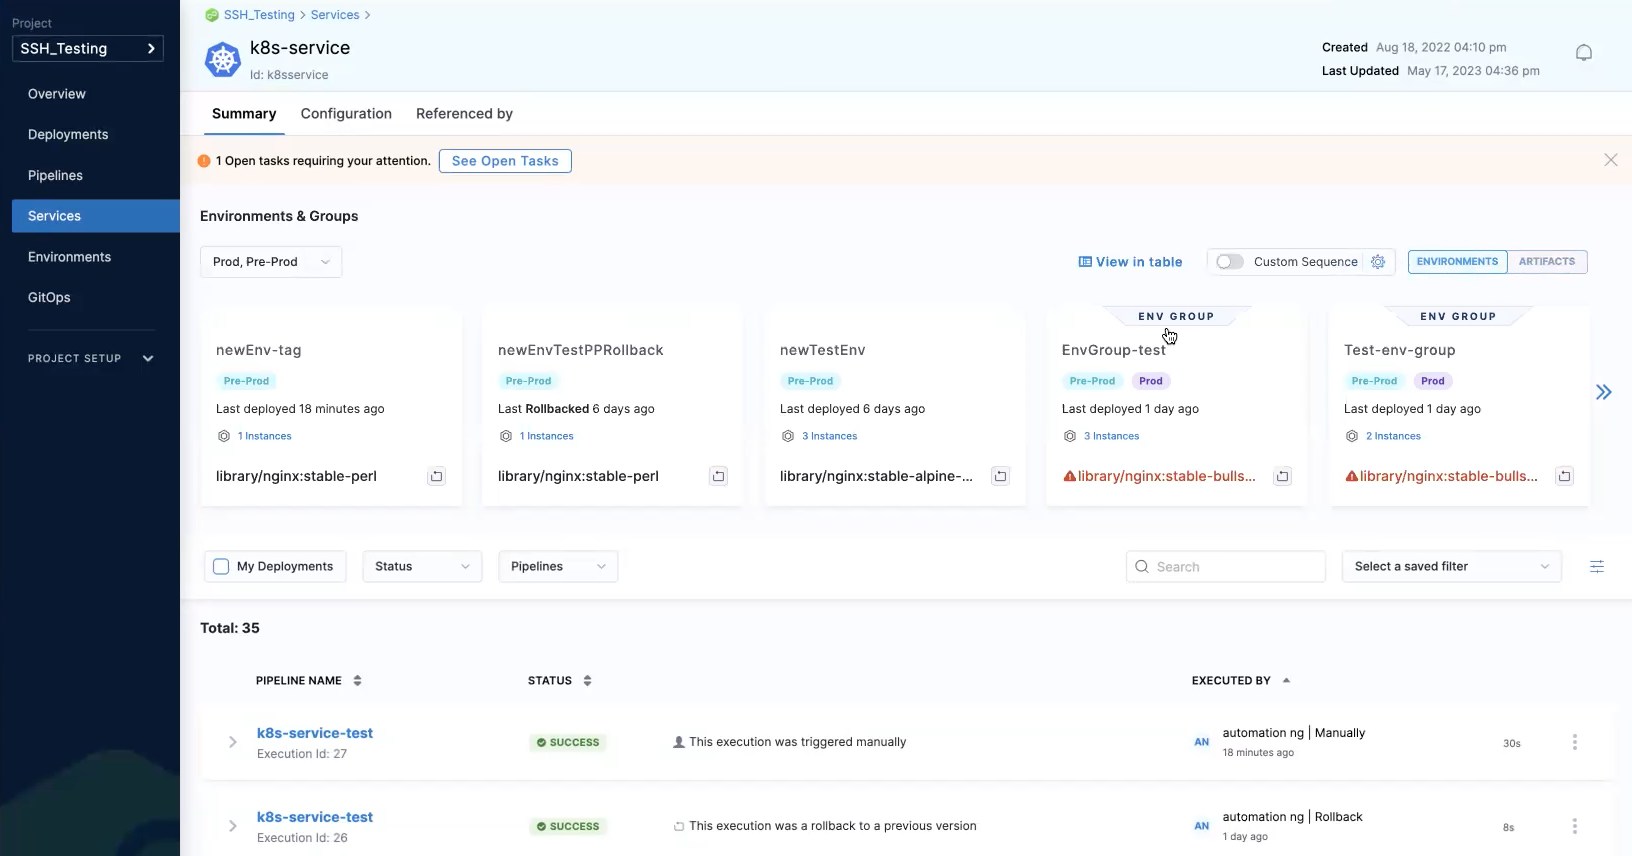 Project
SSH_Testing
Overview
Deployments
Pipelines
Services
Environments
GitOps
PROJECT SETUP
SSH_Testing > Services >
k8s-service
Id: k8sservice
Created Aug 18, 2022 04:10 pm
Last Updated May 17, 2023 04:36 pm
Summary Configuration Referenced by
1 Open tasks requiring your attention. See Open Tasks
Environments & Groups
Prod, Pre-Prod View in table Custom Sequence ENVIRONMENTS ARTIFACTS
newEnv-tag
Pre-Prod
Last deployed 18 minutes ago
1 Instances
library/nginx:stable-perl
newEnvTestPPRollback
Pre-Prod
Last Rollbacked 6 days ago
1 Instances
library/nginx:stable-perl
newTestEnv
Pre-Prod
Last deployed 6 days ago
3 Instances
library/nginx:stable-alpine-...
ENV GROUP
EnvGroup-test
Pre-Prod Prod
Last deployed 1 day ago
3 Instances
library/nginx:stable-bulls...
ENV GROUP
Test-env-group
Pre-Prod Prod
Last deployed 1 day ago
2 Instances
library/nginx:stable-bulls...
My Deployments Status Pipelines Search Select a saved filter
Total: 35
PIPELINE NAME STATUS EXECUTED BY
k8s-service-test
Execution Id: 27
SUCCESS
This execution was triggered manually
AN
automation ng | Manually
18 minutes ago
30s
k8s-service-test
Execution Id: 26
SUCCESS
This execution was a rollback to a previous version
AN
automation ng | Rollback
1 day ago
8s